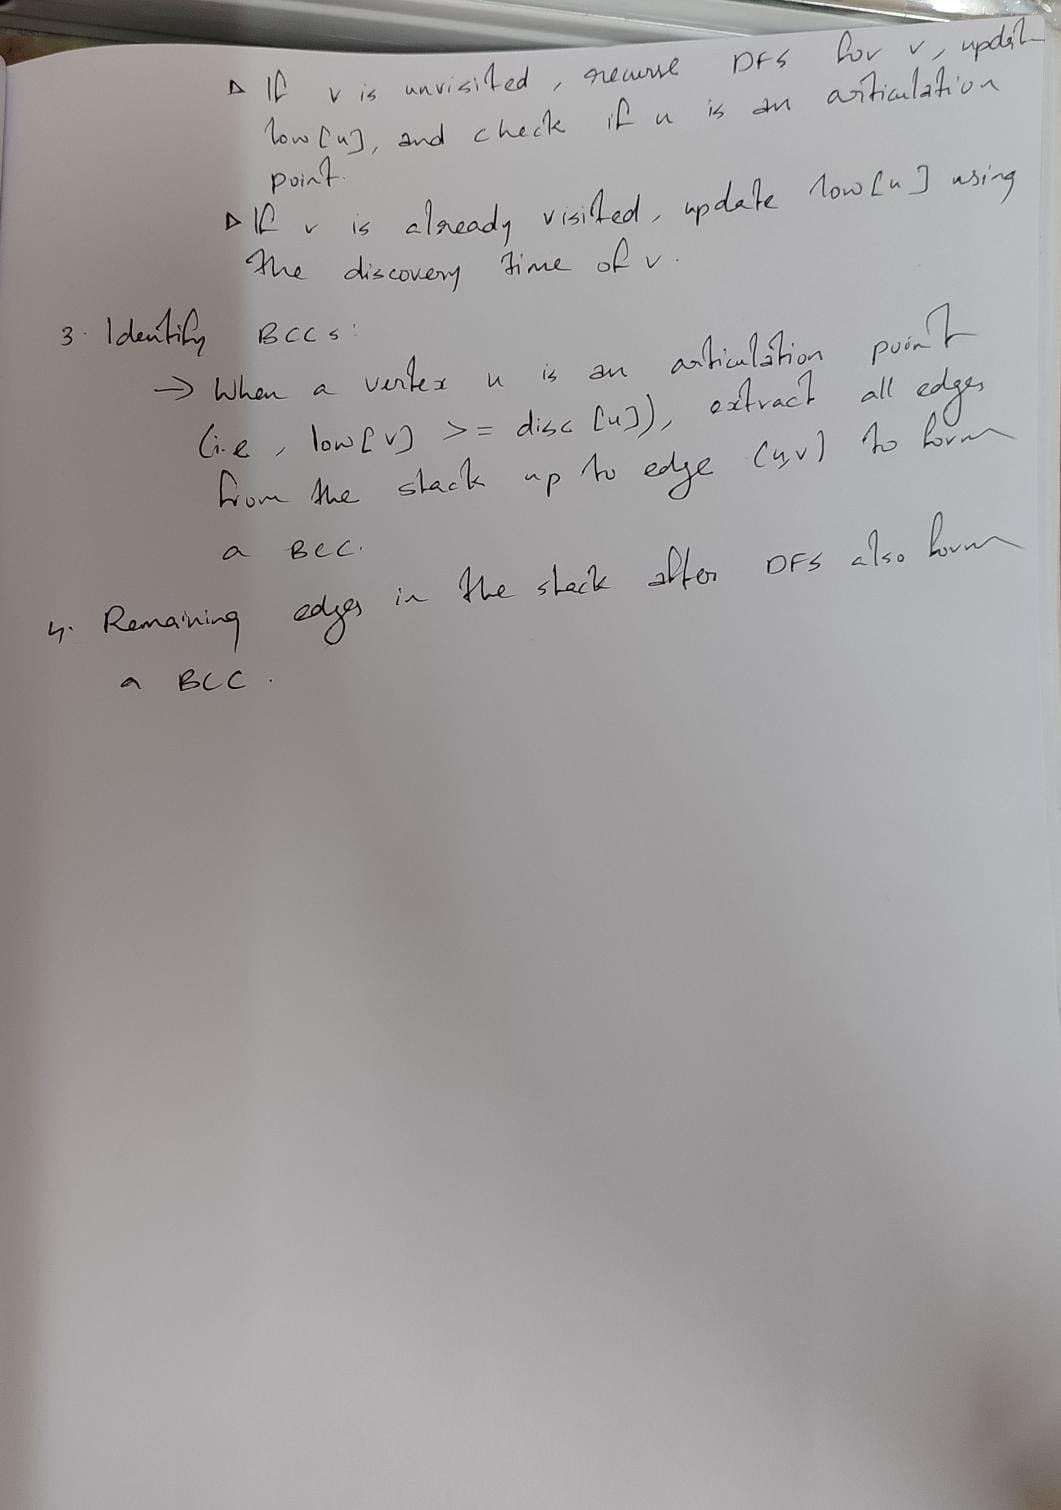 ▷ If v is unvisited, recurse DFS for v, update
low[u], and check if u is an articulation
point.
▷ If v is already visited, update low[u] using
the discovery time of v.
3. Identify BCCs:
→ When a vertex u is an articulation point
(i.e, low[v] >= disc[u]), extract all edges
from the stack up to edge (u,v) to form
a BCC.
4. Remaining edges in the stack after DFS also form
a BCC.